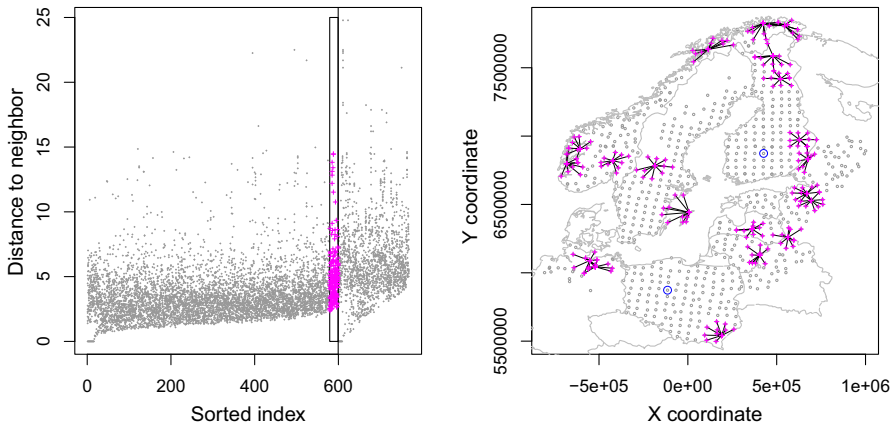 25
20
15
10
5
0
Distance to neighbor
0
200
400
600
Sorted index
7500000
6500000
5500000
Y coordinate
−5e+05
0e+00
5e+05
1e+06
X coordinate